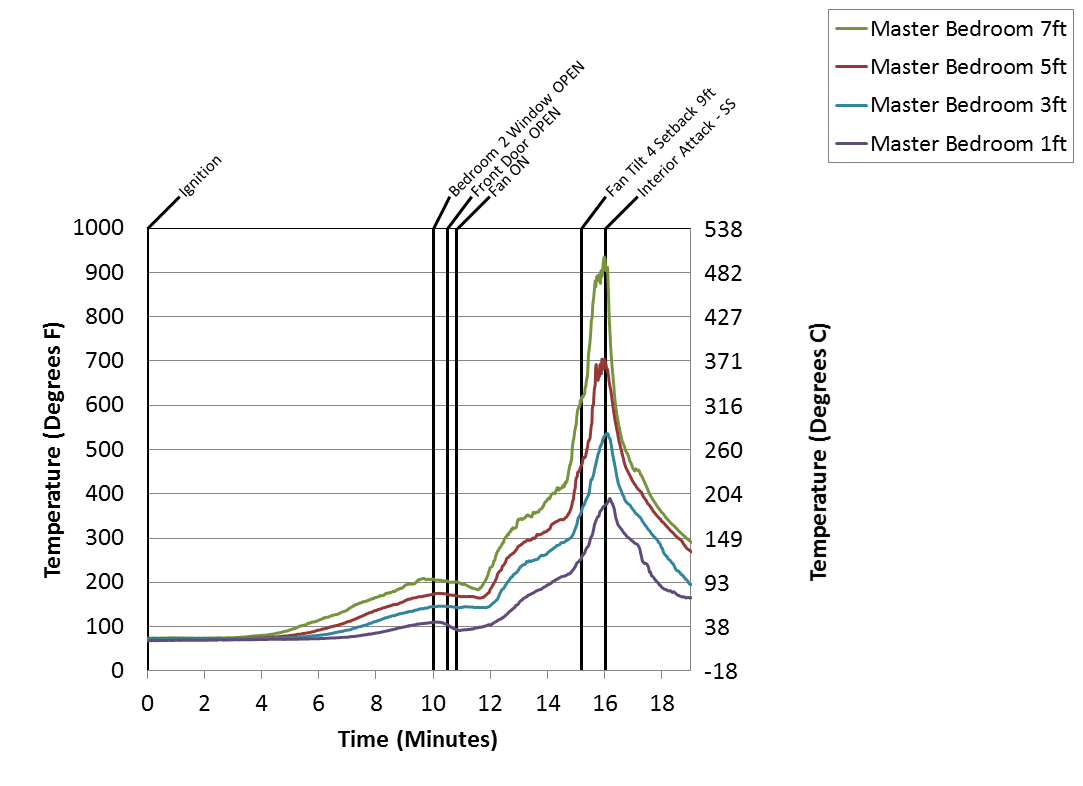 Master Bedroom 7ft
Master Bedroom 5ft
Master Bedroom 3ft
Master Bedroom 1ft
Ignition
Bedroom 2 Window OPEN
Front Door OPEN
Fan ON
Fan Tilt 4 Setback 9ft
Interior Attack - SS
Temperature (Degrees F)
1000
900
800
700
600
500
400
300
200
100
0
538
482
427
371
316
260
204
149
93
38
-18
Temperature (Degrees C)
0 2 4 6 8 10 12 14 16 18
Time (Minutes)